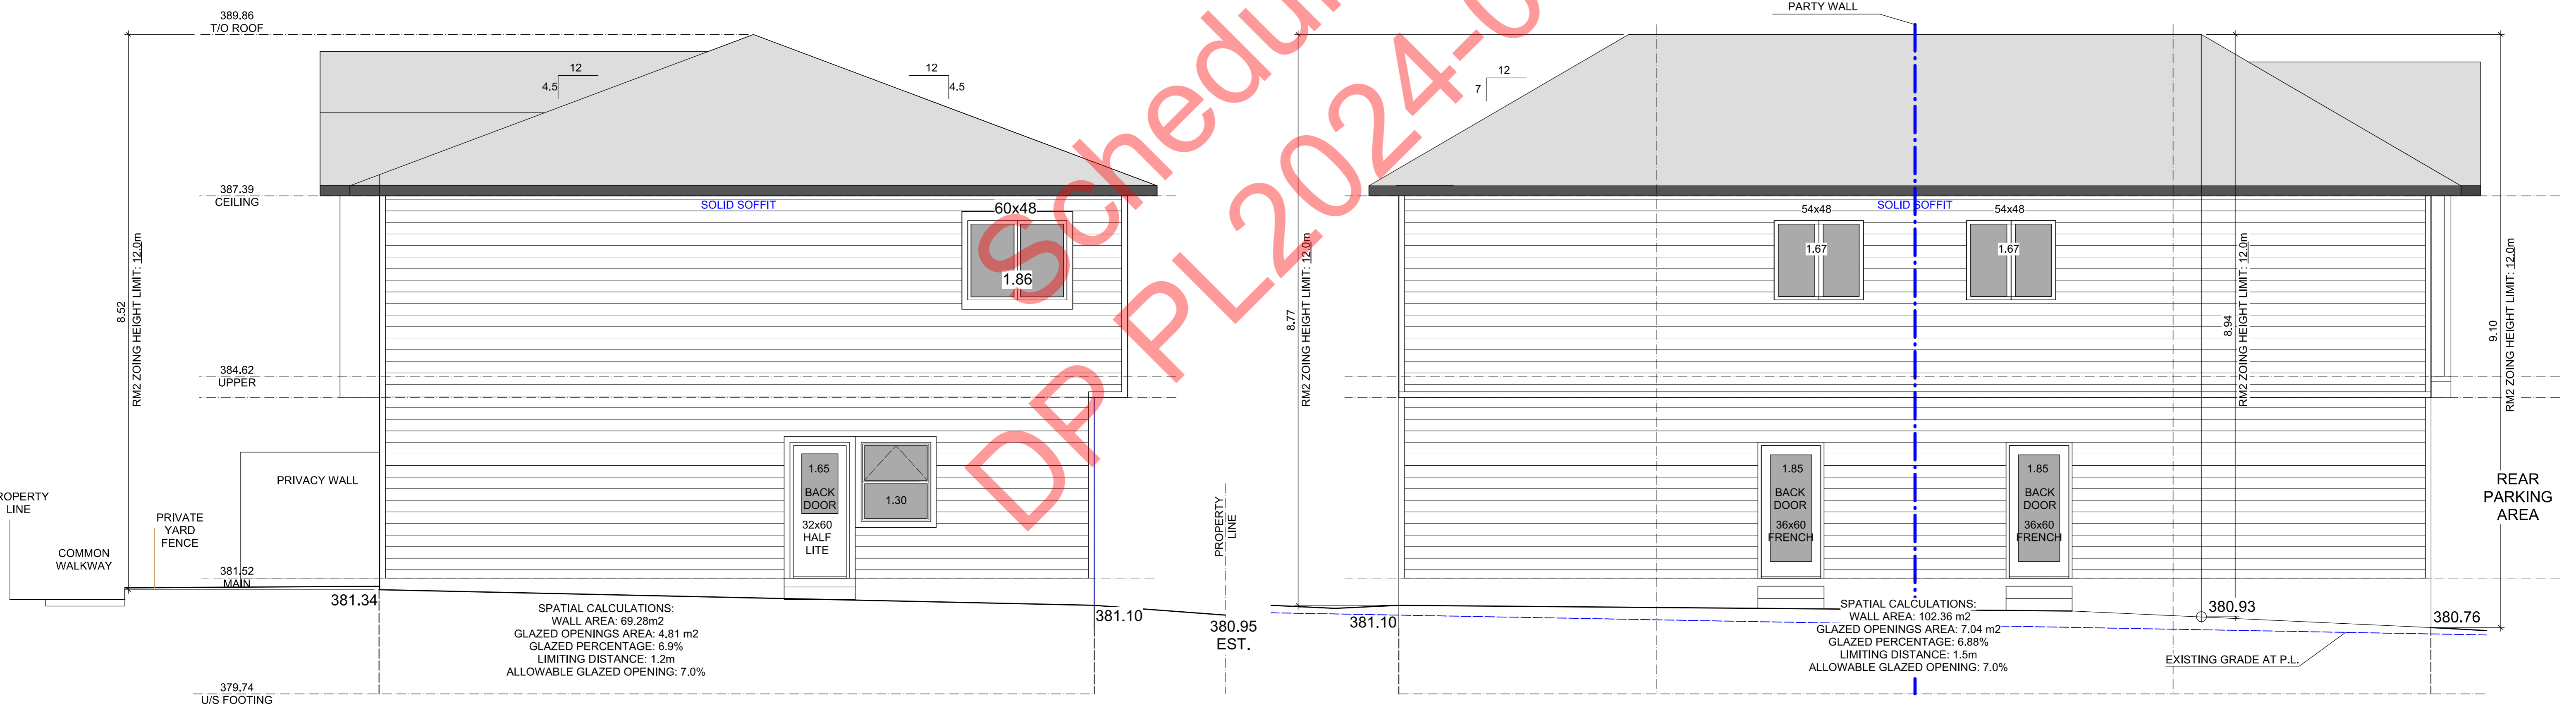 389.86
T/O ROOF
12
4.5
12
4.5
387.39
CEILING
SOLID SOFFIT
60x48
1.86
8.52
RM2 ZOING HEIGHT LIMIT: 12.0m
384.62
UPPER
PRIVACY WALL
LINE
COMMON
WALKWAY
PRIVATE
YARD
FENCE
381.52
MAIN
381.34
1.65
BACK
DOOR
32x60
HALF
LITE
1.30
SPATIAL CALCULATIONS:
WALL AREA: 69.28m2
GLAZED OPENINGS AREA: 4,81 m2
GLAZED PERCENTAGE: 6.9%
LIMITING DISTANCE: 1.2m
ALLOWABLE GLAZED OPENING: 7.0%
379.74
U/S FOOTING
381.10
PROPERTY
LINE
380.95
EST.
DP PL2024-0
PARTY WALL
12
7
8.77
RM2 ZOING HEIGHT LIMIT: 12.0m
SOLID SOFFIT
54x48
1.67
54x48
1.67
8.94
RM2 ZOING HEIGHT LIMIT: 12.0m
9.10
RM2 ZOING HEIGHT LIMIT: 12.0m
1.85
BACK
DOOR
36x60
FRENCH
1.85
BACK
DOOR
36x60
FRENCH
REAR
PARKING
AREA
381.10
SPATIAL CALCULATIONS:
WALL AREA: 102.36 m2
GLAZED OPENINGS AREA: 7.04 m2
GLAZED PERCENTAGE: 6.88%
LIMITING DISTANCE: 1.5m
ALLOWABLE GLAZED OPENING: 7.0%
380.93
380.76
EXISTING GRADE AT P.L.